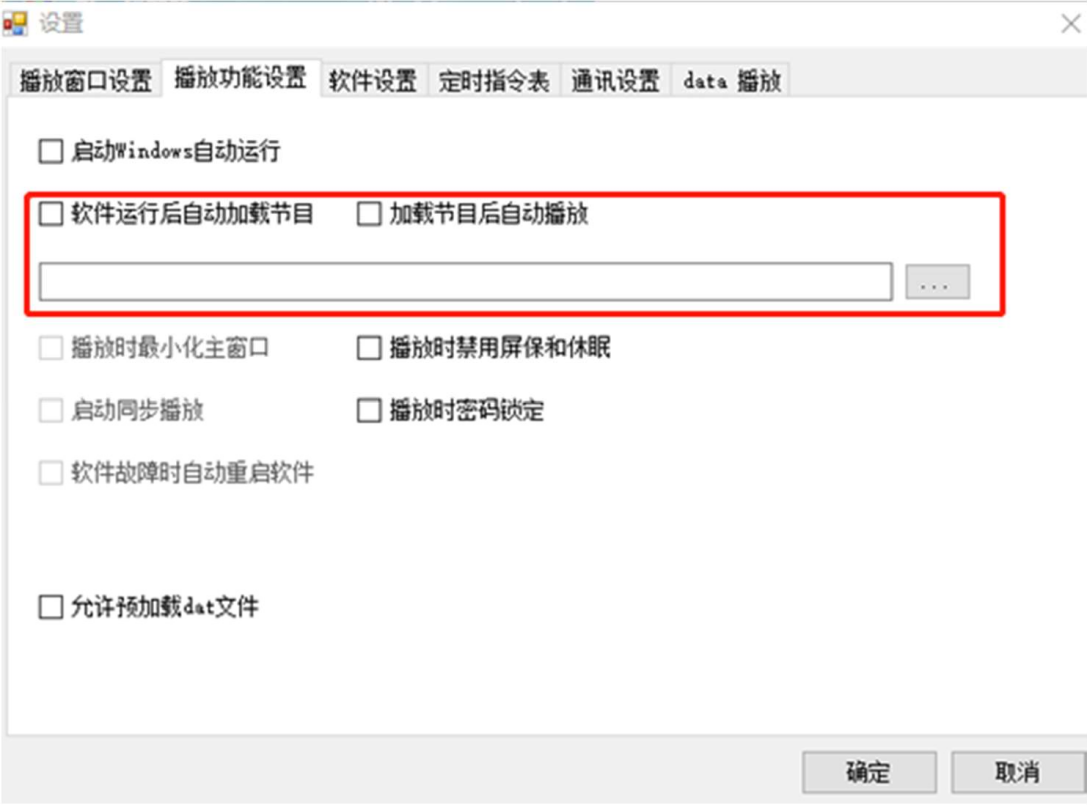 设置
播放窗口设置 播放功能设置 软件设置 定时指令表 通讯设置 data 播放
启动Windows自动运行
软件运行后自动加载节目 加载节目后自动播放
...
播放时最小化主窗口 播放时禁用屏保和休眠
启动同步播放 播放时密码锁定
软件故障时自动重启软件
允许预加载dat文件
确定 取消